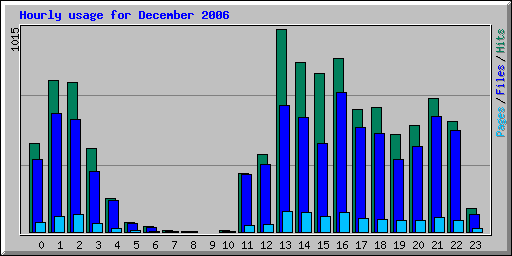 Hourly usage for December 2006
1015
Pages / Files / Hits
0 1 2 3 4 5 6 7 8 9 10 11 12 13 14 15 16 17 18 19 20 21 22 23